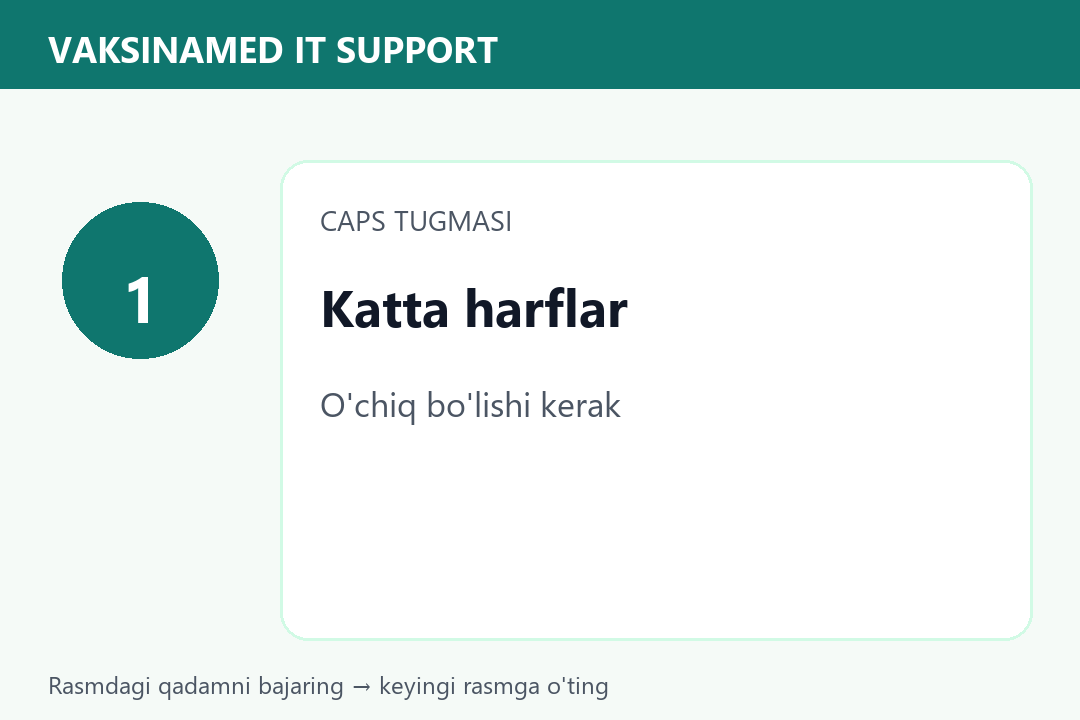 VAKSINAMED IT SUPPORT
1
CAPS TUGMASI
Katta harflar
O'chiq bo'lishi kerak
Rasmdagi qadamni bajaring → keyingi rasmga o'ting